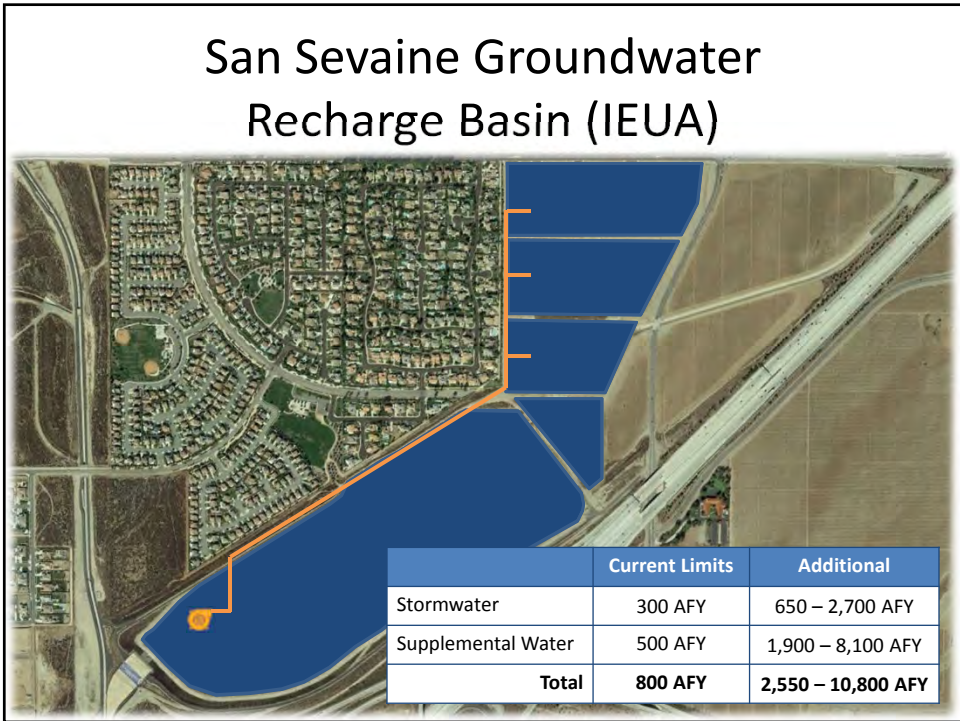 San Sevaine Groundwater
Recharge Basin (IEUA)
Current Limits Additional
Stormwater 300 AFY 650 – 2,700 AFY
Supplemental Water 500 AFY 1,900 – 8,100 AFY
Total 800 AFY 2,550 – 10,800 AFY